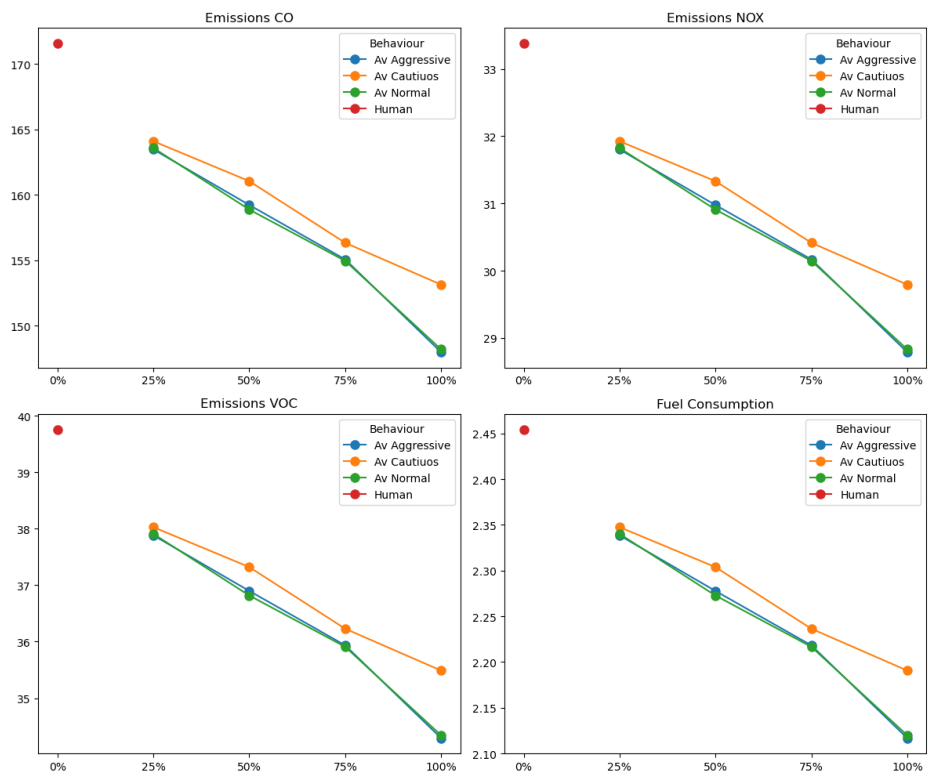 Emissions CO
170
165
160
155
150
0%
25%
50%
75%
100%
Behaviour
Av Aggressive
Av Cautiuos
Av Normal
Human
Emissions NOX
33
32
31
30
29
0%
25%
50%
75%
100%
Behaviour
Av Aggressive
Av Cautiuos
Av Normal
Human
Emissions VOC
40
39
38
37
36
35
0%
25%
50%
75%
100%
Behaviour
Av Aggressive
Av Cautiuos
Av Normal
Human
Fuel Consumption
2.45
2.40
2.35
2.30
2.25
2.20
2.15
2.10
0%
25%
50%
75%
100%
Behaviour
Av Aggressive
Av Cautiuos
Av Normal
Human